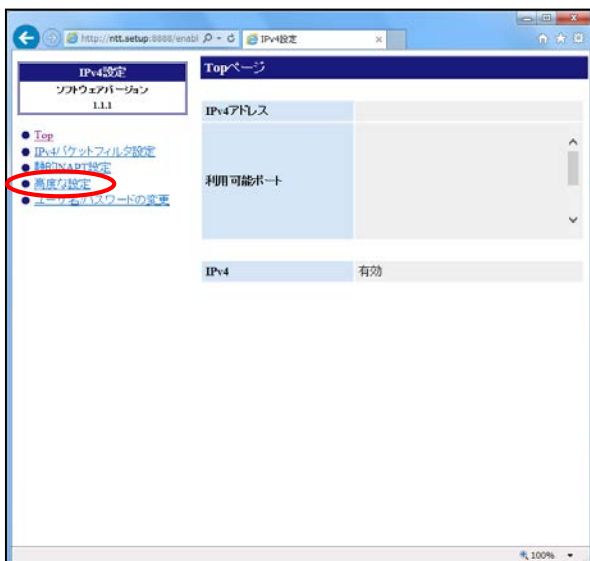 http://ntt.setup:8888/enabl
IPv4設定
IPv4設定
ソフトウェアバージョン
1.1.1
Top
IPv4パケットフィルタ設定
静的NAPT設定
高度な設定
ユーザ名/パスワードの変更
Topページ
IPv4アドレス
利用可能ポート
IPv4 有効
100%